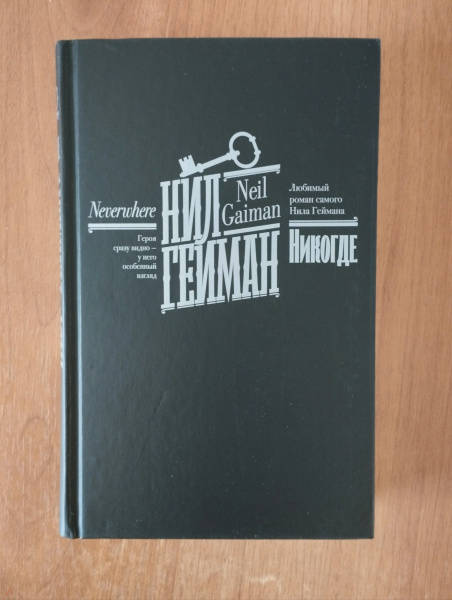 Neverwhere
Героя
сразу видно –
у него
особенный
взгляд
НИЛ
ГЕЙМАН
Neil
Gaiman
Любимый
роман самого
Нила Геймана
Никогде